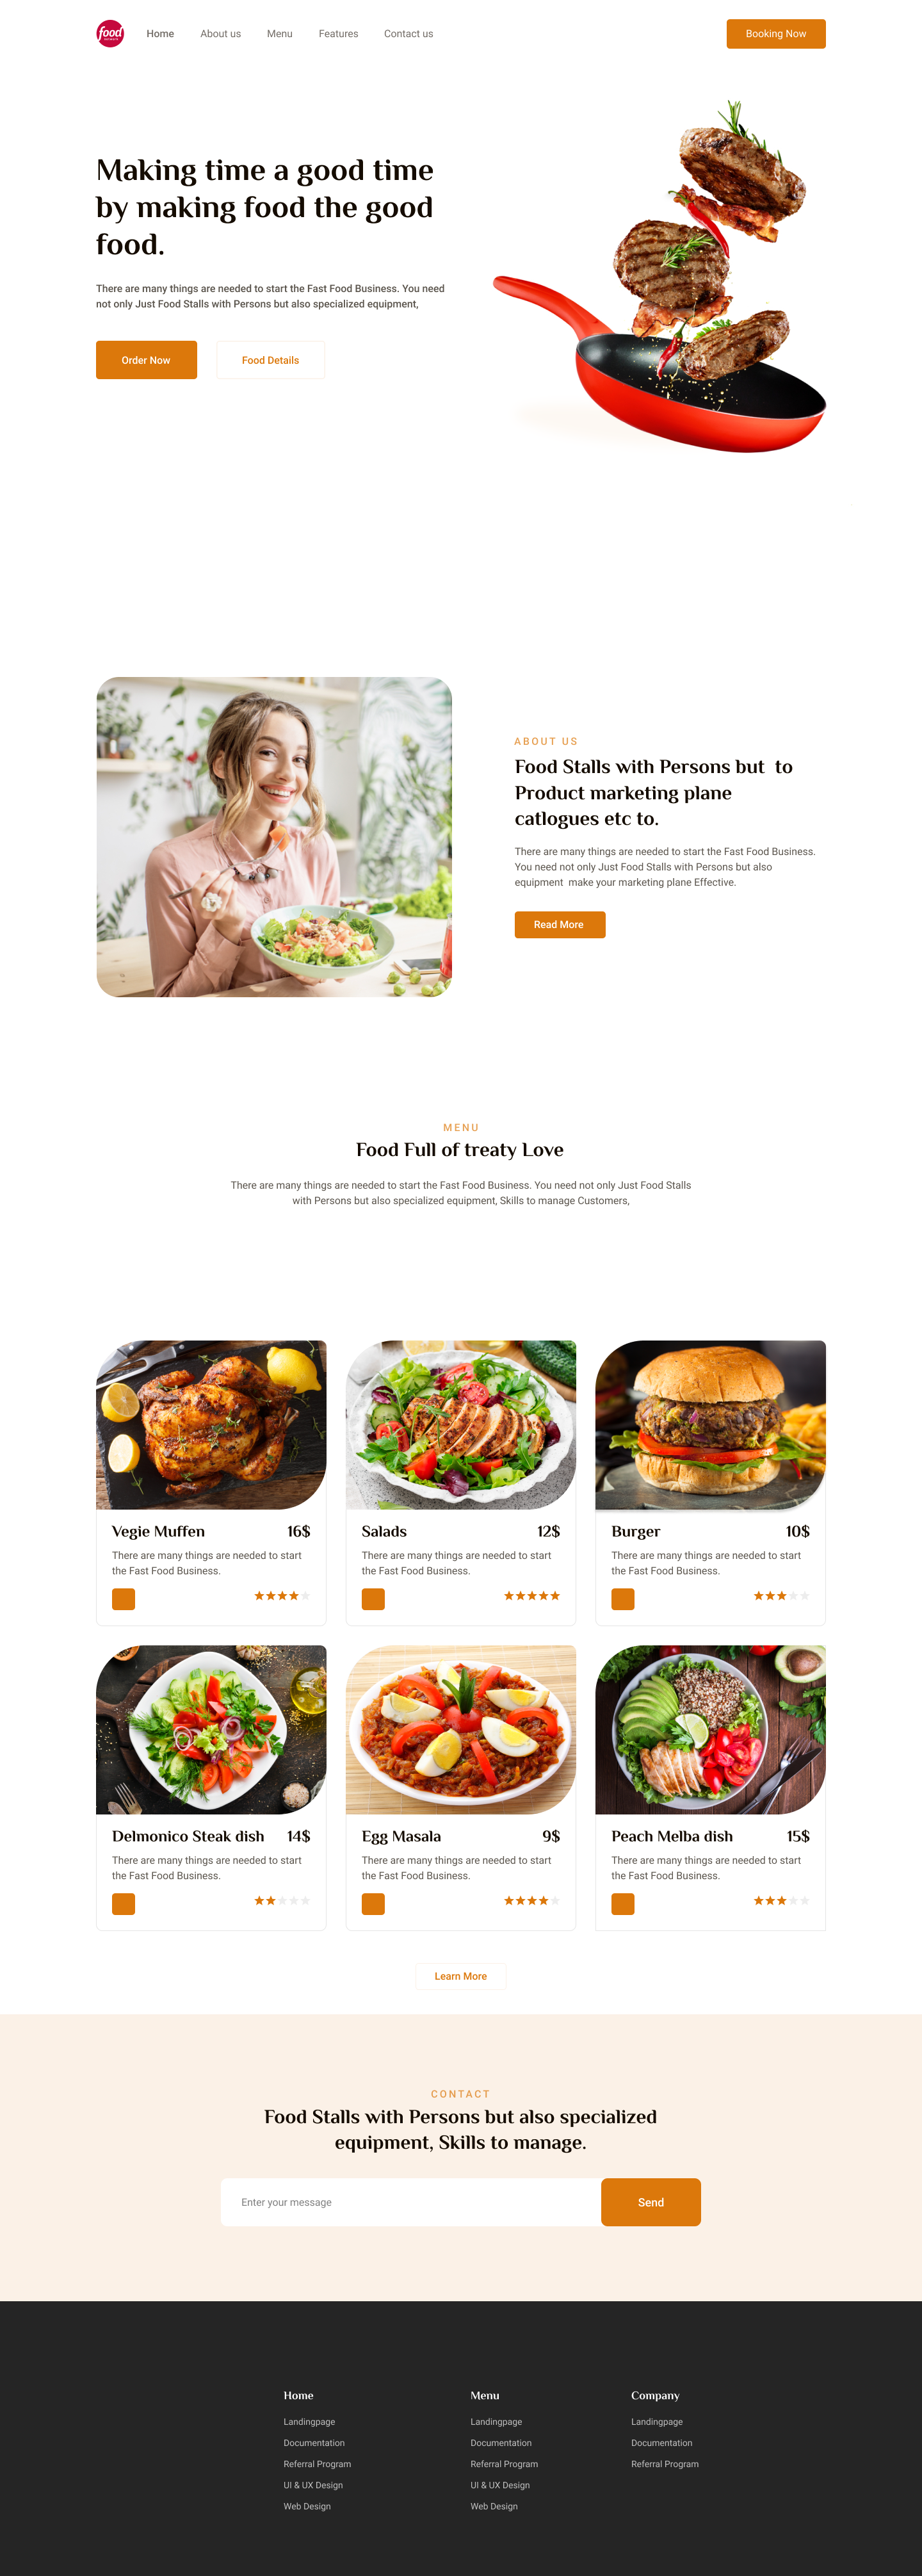 food
Home About us Menu Features Contact us Booking Now
Making time a good time
by making food the good
food.
There are many things are needed to start the Fast Food Business. You need
not only Just Food Stalls with Persons but also specialized equipment,
Order Now Food Details
ABOUT US
Food Stalls with Persons but  to
Product marketing plane
catlogues etc to.
There are many things are needed to start the Fast Food Business.
You need not only Just Food Stalls with Persons but also
equipment  make your marketing plane Effective.
Read More
MENU
Food Full of treaty Love
There are many things are needed to start the Fast Food Business. You need not only Just Food Stalls
with Persons but also specialized equipment, Skills to manage Customers,
Vegie Muffen 16$
There are many things are needed to start
the Fast Food Business.
Salads 12$
There are many things are needed to start
the Fast Food Business.
Burger 10$
There are many things are needed to start
the Fast Food Business.
Delmonico Steak dish 14$
There are many things are needed to start
the Fast Food Business.
Egg Masala 9$
There are many things are needed to start
the Fast Food Business.
Peach Melba dish 15$
There are many things are needed to start
the Fast Food Business.
Learn More
CONTACT
Food Stalls with Persons but also specialized
equipment, Skills to manage.
Enter your message Send
Home
Landingpage
Documentation
Referral Program
UI & UX Design
Web Design
Menu
Landingpage
Documentation
Referral Program
UI & UX Design
Web Design
Company
Landingpage
Documentation
Referral Program